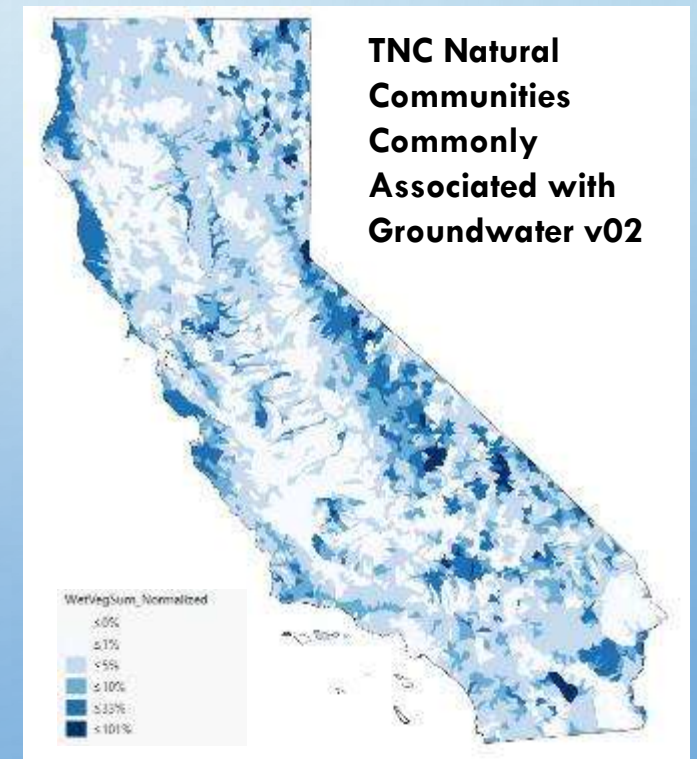 TNC Natural
Communities
Commonly
Associated with
Groundwater v02
WetVegSum_Normalized
≤0%
≤1%
≤5%
≤10%
≤33%
≤101%